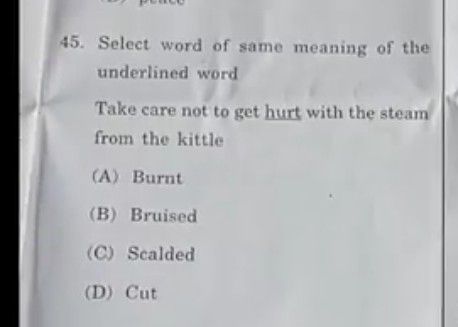 45. Select word of same meaning of the
underlined word
Take care not to get hurt with the steam
from the kittle
(A) Burnt
(B) Bruised
(C) Scalded
(D) Cut